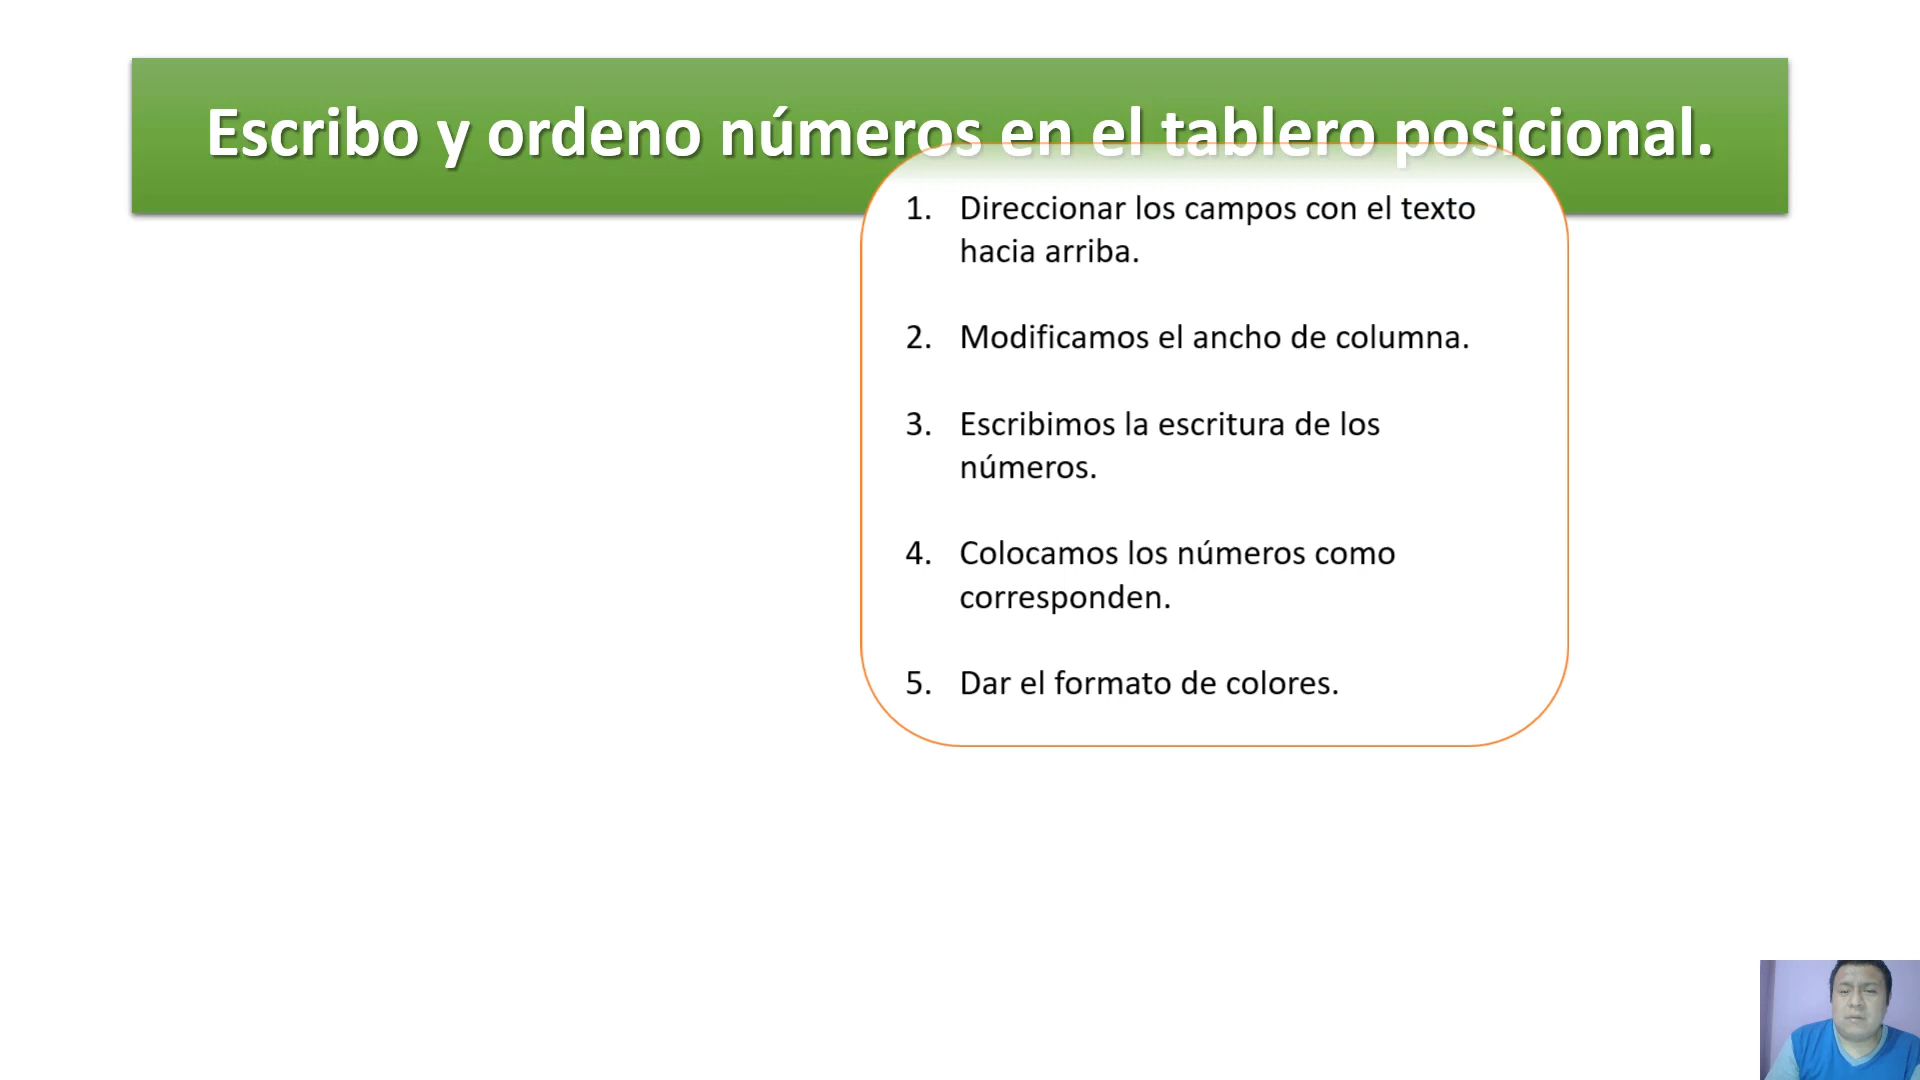 Escribo y ordeno números en el tablero posicional.
1. Direccionar los campos con el texto
hacia arriba.
2. Modificamos el ancho de columna.
3. Escribimos la escritura de los
números.
4. Colocamos los números como
corresponden.
5. Dar el formato de colores.